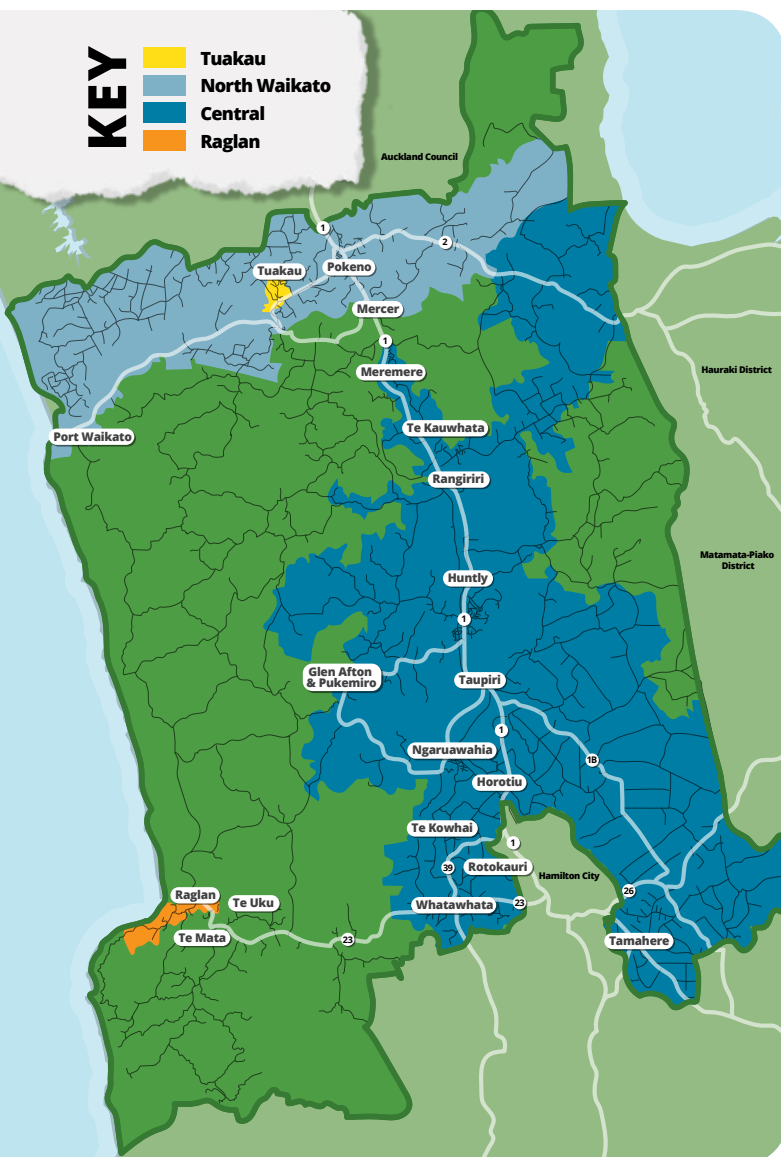 KEY
Tuakau
North Waikato
Central
Raglan
Auckland Council
1
2
Tuakau
Pokeno
Mercer
1
Meremere
Hauraki District
Te Kauwhata
Port Waikato
Rangiriri
Matamata-Piako
District
Huntly
1
Glen Afton
& Pukemiro
Taupiri
1
Ngaruawahia
1B
Horotiu
Te Kowhai
1
39
Rotokauri
Hamilton City
26
Raglan
Te Uku
Whatawhata
23
Te Mata
23
Tamahere